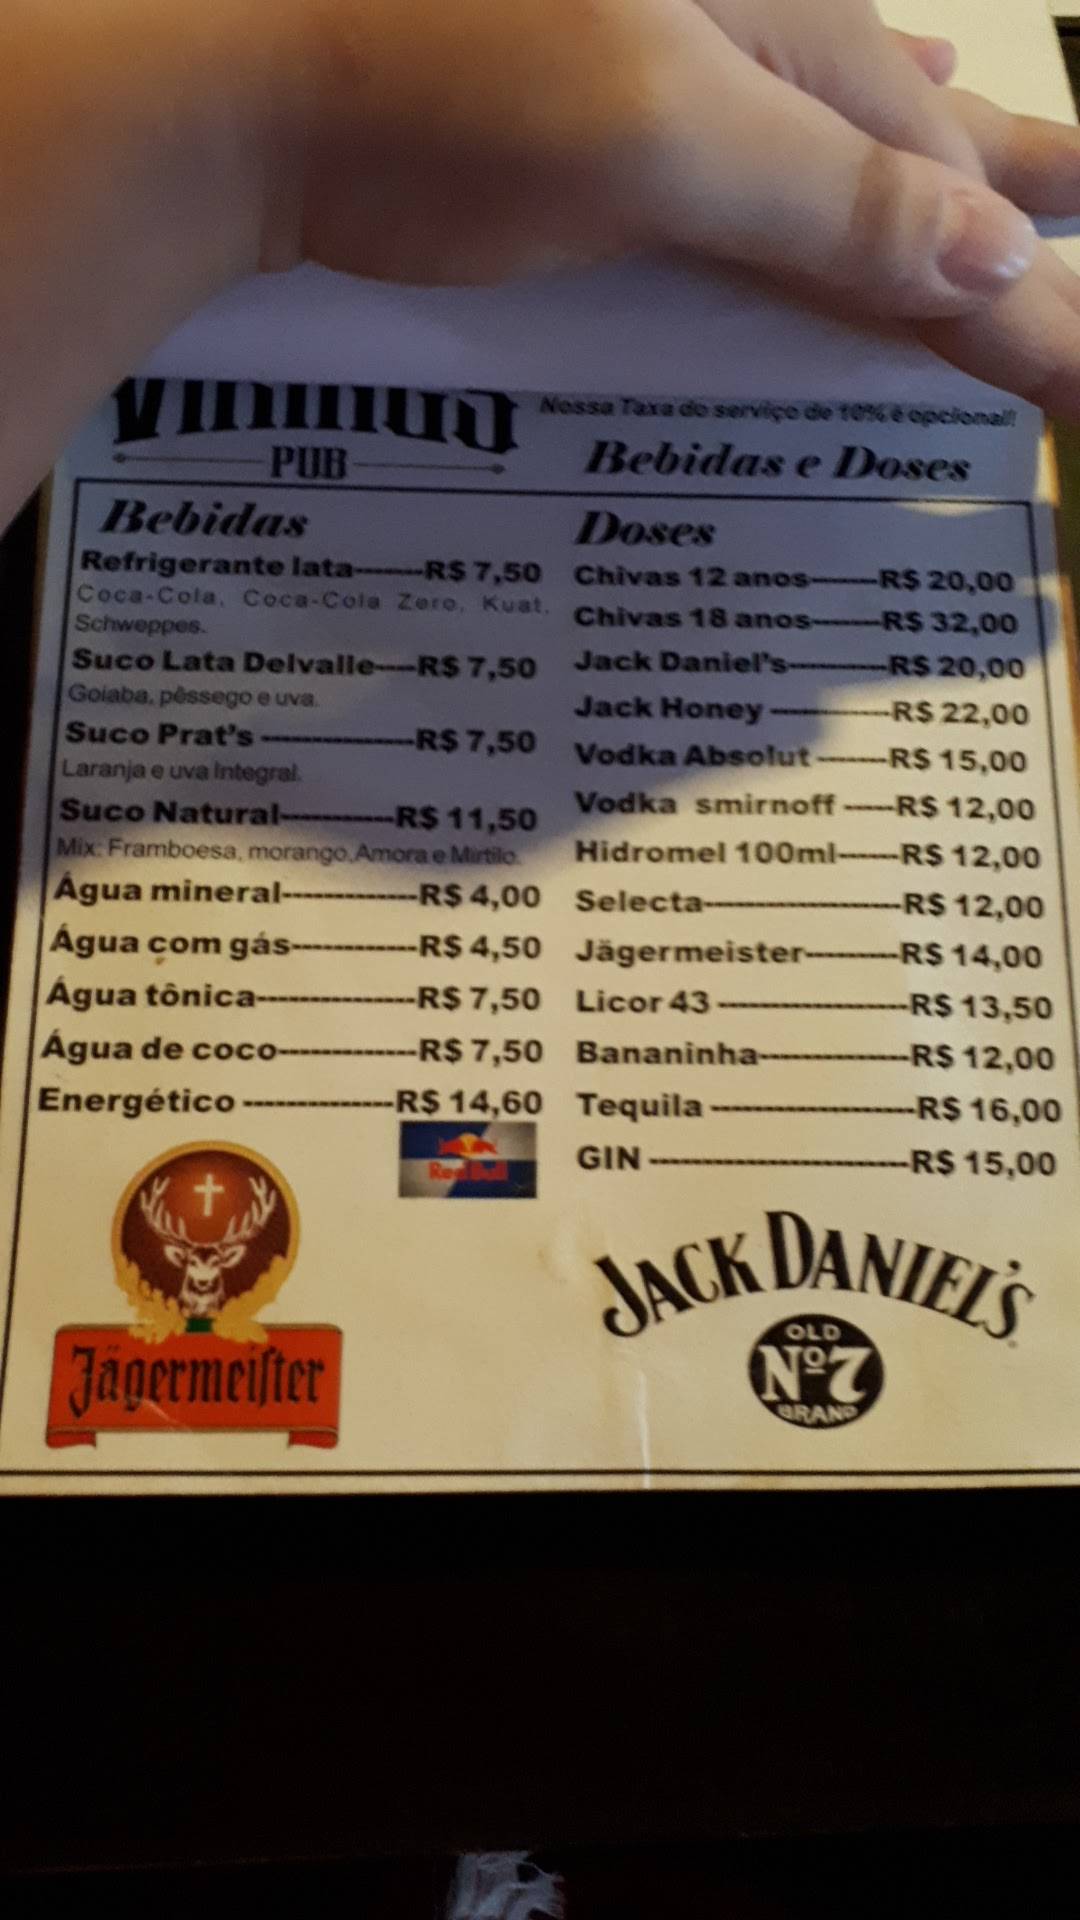 PUB
Nossa Taxa do serviço de 10% é opcional!
Bebidas e Doses
Bebidas
Refrigerante lata-------R$ 7,50
Coca-Cola, Coca-Cola Zero, Kuat,
Schweppes.
Suco Lata Delvalle----R$ 7,50
Goiaba, pêssego e uva.
Suco Prat's ---------------R$ 7,50
Laranja e uva Integral.
Suco Natural-----------R$ 11,50
Mix: Framboesa, morango,Amora e Mirtilo.
Água mineral-------------R$ 4,00
Água com gás------------R$ 4,50
Água tônica---------------R$ 7,50
Água de coco-------------R$ 7,50
Energético --------------R$ 14,60
Red Bull
Jägermeister
Doses
Chivas 12 anos-------R$ 20,00
Chivas 18 anos-------R$ 32,00
Jack Daniel's----------R$ 20,00
Jack Honey ------------R$ 22,00
Vodka Absolut -------R$ 15,00
Vodka smirnoff -----R$ 12,00
Hidromel 100ml------R$ 12,00
Selecta-------------------R$ 12,00
Jägermeister---------R$ 14,00
Licor 43 ------------------R$ 13,50
Bananinha--------------R$ 12,00
Tequila -------------------R$ 16,00
GIN ------------------------R$ 15,00
JACK DANIEL'S
OLD
Nº7
BRAND